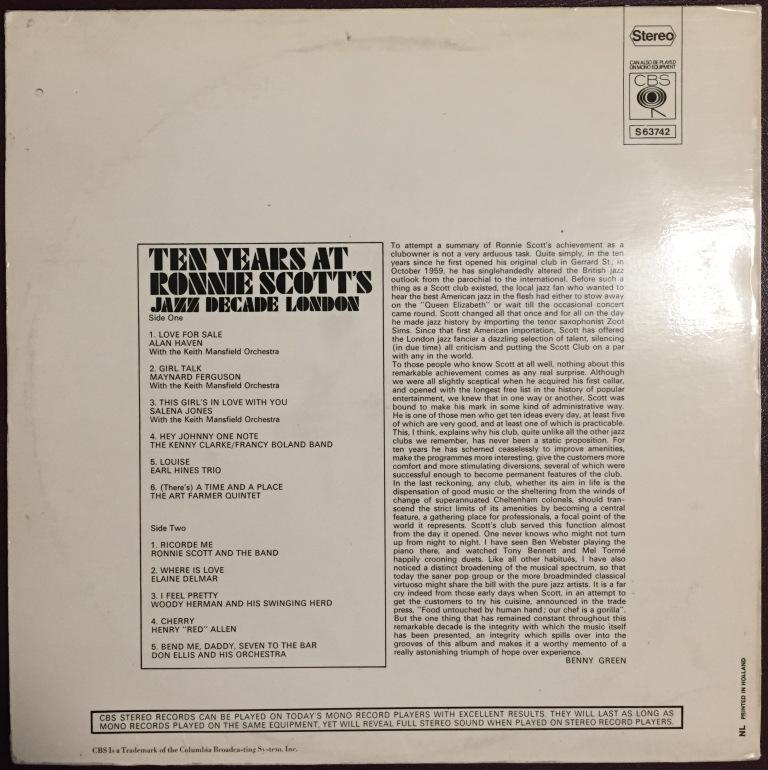 Stereo
CAN ALSO BE PLAYED
ON MONO EQUIPMENT
CBS
S 63742
TEN YEARS AT
RONNIE SCOTT'S
JAZZ DECADE LONDON
Side One
1. LOVE FOR SALE
ALAN HAVEN
With the Keith Mansfield Orchestra
2. GIRL TALK
MAYNARD FERGUSON
With the Keith Mansfield Orchestra
3. THIS GIRL'S IN LOVE WITH YOU
SALENA JONES
With the Keith Mansfield Orchestra
4. HEY JOHNNY ONE NOTE
THE KENNY CLARKE/FRANCY BOLAND BAND
5. LOUISE
EARL HINES TRIO
6. (There's) A TIME AND A PLACE
THE ART FARMER QUINTET
Side Two
1. RICORDE ME
RONNIE SCOTT AND THE BAND
2. WHERE IS LOVE
ELAINE DELMAR
3. I FEEL PRETTY
WOODY HERMAN AND HIS SWINGING HERD
4. CHERRY
HENRY "RED" ALLEN
5. BEND ME, DADDY, SEVEN TO THE BAR
DON ELLIS AND HIS ORCHESTRA
To attempt a summary of Ronnie Scott's achievement as a
clubowner is not a very arduous task. Quite simply, in the ten
years since he first opened his original club in Gerrard St., in
October 1959, he has singlehandedly altered the British jazz
outlook from the parochial to the international. Before such a
thing as a Scott club existed, the local jazz fan who wanted to
hear the best American jazz in the flesh had either to stow away
on the "Queen Elizabeth" or wait till the occasional concert
came round. Scott changed all that once and for all on the day
he made jazz history by importing the tenor saxophonist Zoot
Sims. Since that first American importation, Scott has offered
the London jazz fancier a dazzling selection of talent, silencing
(in due time) all criticism and putting the Scott Club on a par
with any in the world.
To those people who know Scott at all well, nothing about this
remarkable achievement comes as any real surprise. Although
we were all slightly sceptical when he acquired his first cellar,
and opened with the longest free list in the history of popular
entertainment, we knew that in one way or another, Scott was
bound to make his mark in some kind of administrative way.
He is one of those men who get ten ideas every day, at least five
of which are very good, and at least one of which is practicable.
This, I think, explains why his club, quite unlike all the other jazz
clubs we remember, has never been a static proposition. For
ten years he has schemed ceaselessly to improve amenities,
make the programmes more interesting, give the customers more
comfort and more stimulating diversions, several of which were
successful enough to become permanent features of the club.
In the last reckoning, any club, whether its aim in life is the
dispensation of good music or the sheltering from the winds of
change of superannuated Cheltenham colonels, should tran-
scend the strict limits of its amenities by becoming a central
feature, a gathering place for professionals, a focal point of the
world it represents. Scott's club served this function almost
from the day it opened. One never knows who might not turn
up from night to night. I have seen Ben Webster playing the
piano there, and watched Tony Bennett and Mel Tormé
happily crooning duets. Like all other habitués, I have also
noticed a distinct broadening of the musical spectrum, so that
today the saner pop group or the more broadminded classical
virtuoso might share the bill with the pure jazz artists. It is a far
cry indeed from those early days when Scott, in an attempt to
get the customers to try his cuisine, announced in the trade
press, "Food untouched by human hand; our chef is a gorilla".
But the one thing that has remained constant throughout this
remarkable decade is the integrity with which the music itself
has been presented, an integrity which spills over into the
grooves of this album and makes it a worthy memento of a
really astonishing triumph of hope over experience.
BENNY GREEN
CBS STEREO RECORDS CAN BE PLAYED ON TODAY'S MONO RECORD PLAYERS WITH EXCELLENT RESULTS. THEY WILL LAST AS LONG AS
MONO RECORDS PLAYED ON THE SAME EQUIPMENT, YET WILL REVEAL FULL STEREO SOUND WHEN PLAYED ON STEREO RECORD PLAYERS.
CBS Is a Trademark of the Columbia Broadcasting System, Inc.
NL PRINTED IN HOLLAND